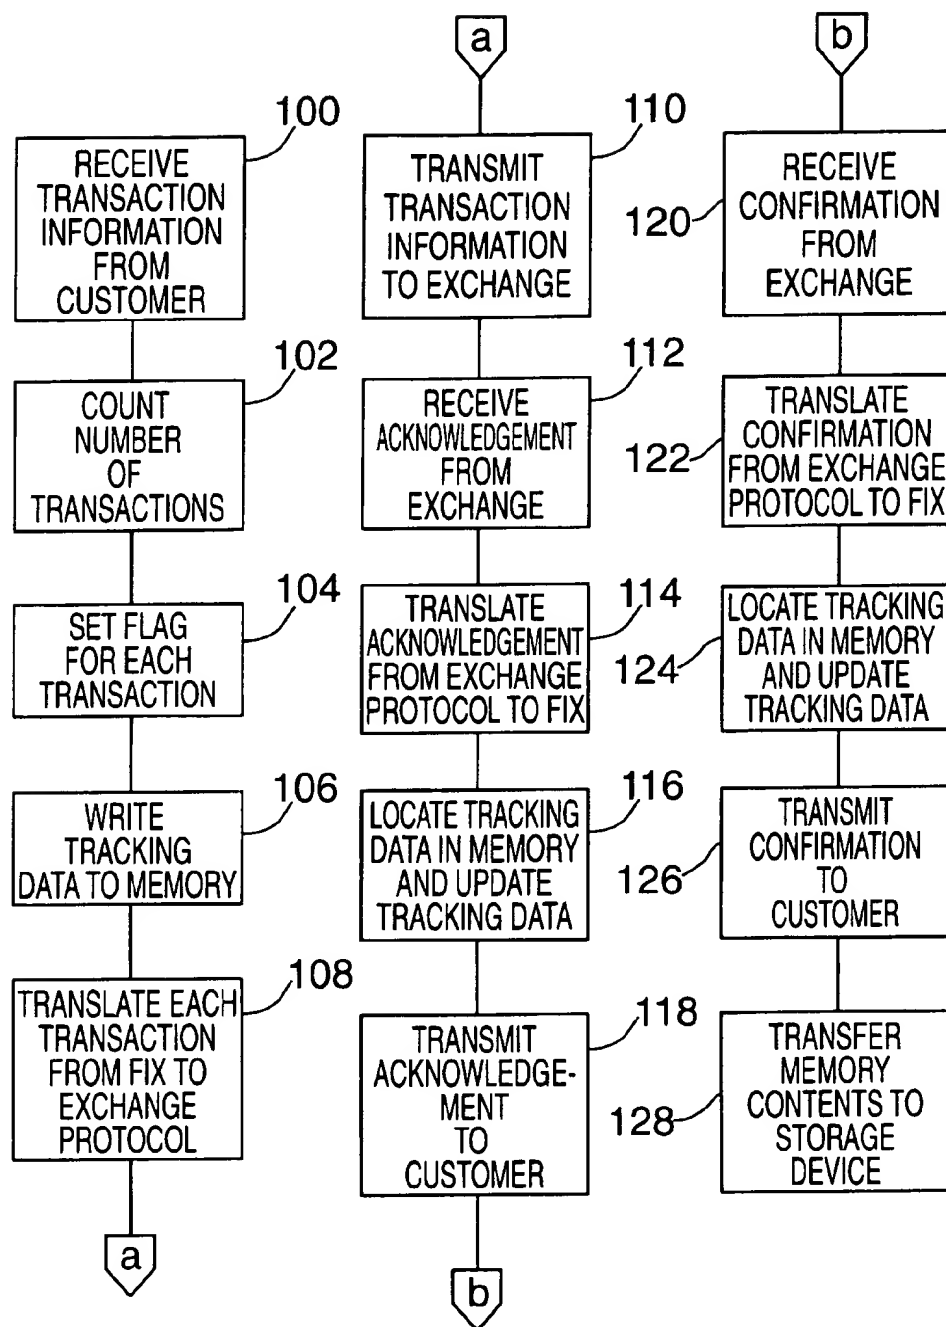 100
RECEIVE
TRANSACTION
INFORMATION
FROM
CUSTOMER
102
COUNT
NUMBER
OF
TRANSACTIONS
104
SET FLAG
FOR EACH
TRANSACTION
106
WRITE
TRACKING
DATA TO MEMORY
108
TRANSLATE EACH
TRANSACTION
FROM FIX TO
EXCHANGE
PROTOCOL
a
a
110
TRANSMIT
TRANSACTION
INFORMATION
TO EXCHANGE
112
RECEIVE
ACKNOWLEDGEMENT
FROM
EXCHANGE
114
TRANSLATE
ACKNOWLEDGEMENT
FROM EXCHANGE
PROTOCOL TO FIX
116
LOCATE TRACKING
DATA IN MEMORY
AND UPDATE
TRACKING DATA
118
TRANSMIT
ACKNOWLEDGE-
MENT
TO
CUSTOMER
b
b
120
RECEIVE
CONFIRMATION
FROM
EXCHANGE
122
TRANSLATE
CONFIRMATION
FROM EXCHANGE
PROTOCOL TO FIX
124
LOCATE TRACKING
DATA IN MEMORY
AND UPDATE
TRACKING DATA
126
TRANSMIT
CONFIRMATION
TO
CUSTOMER
128
TRANSFER
MEMORY
CONTENTS TO
STORAGE
DEVICE